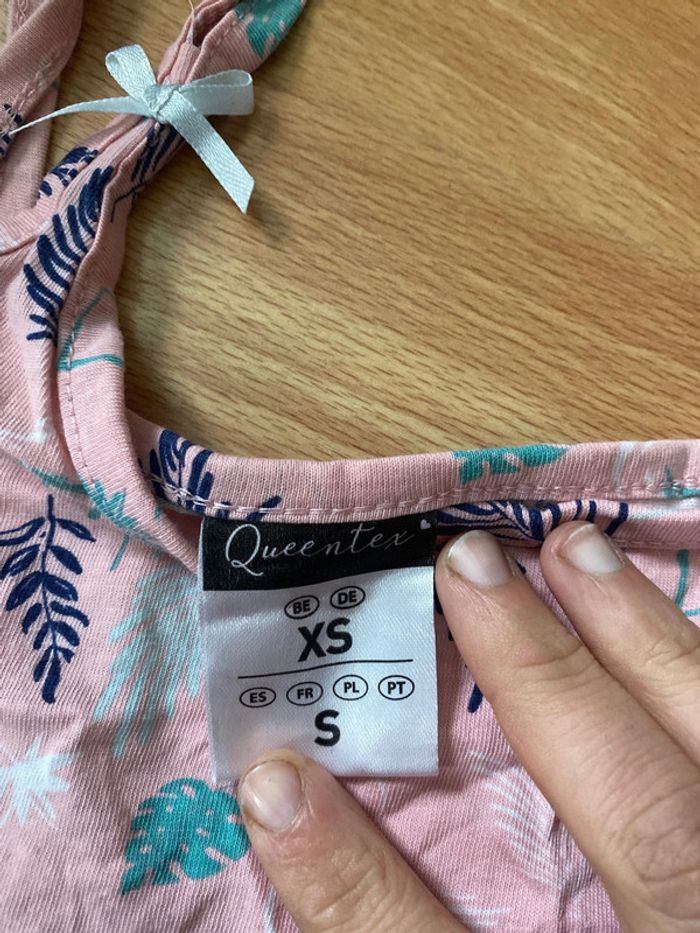 Queentex
BE DE
XS
ES FR PL PT
S